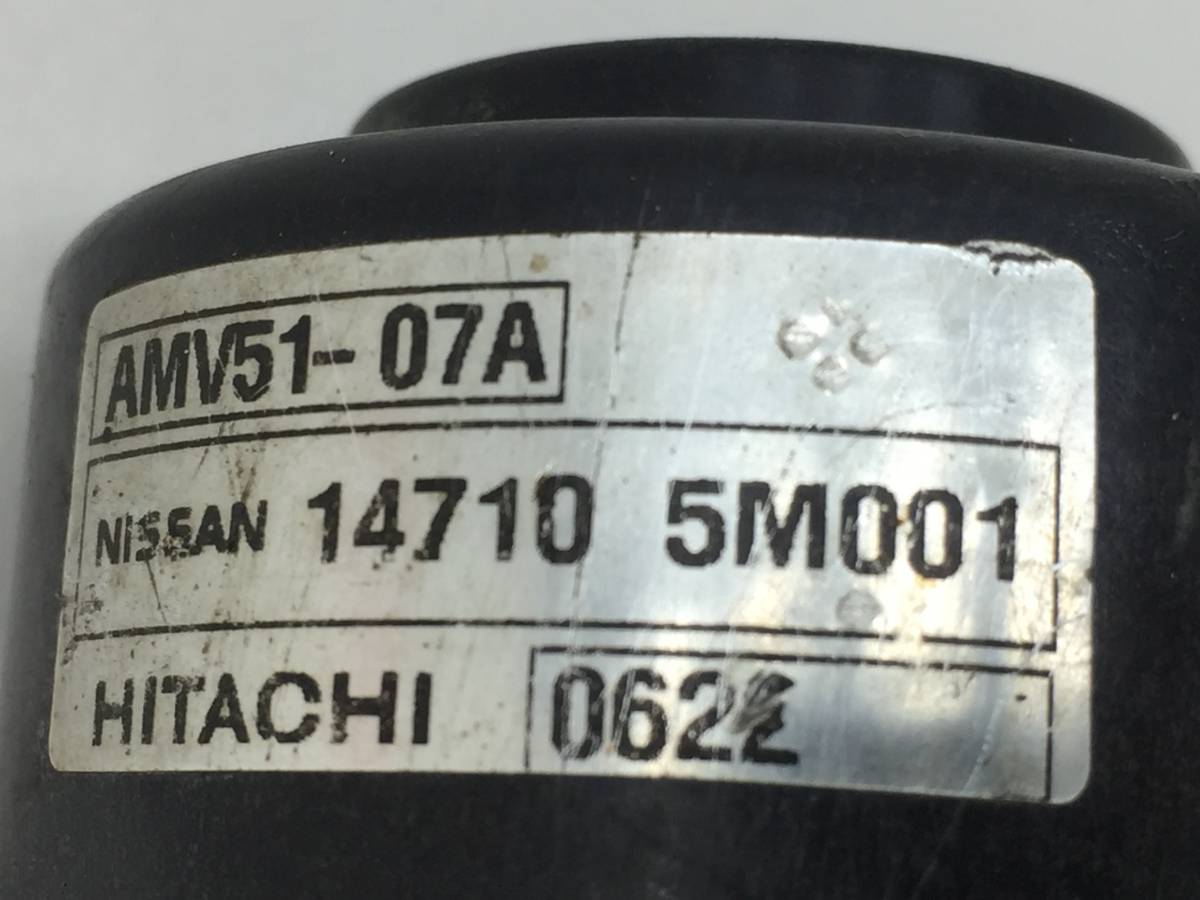 AMV51-07A
NISSAN 14710 5M001
HITACHI 0622